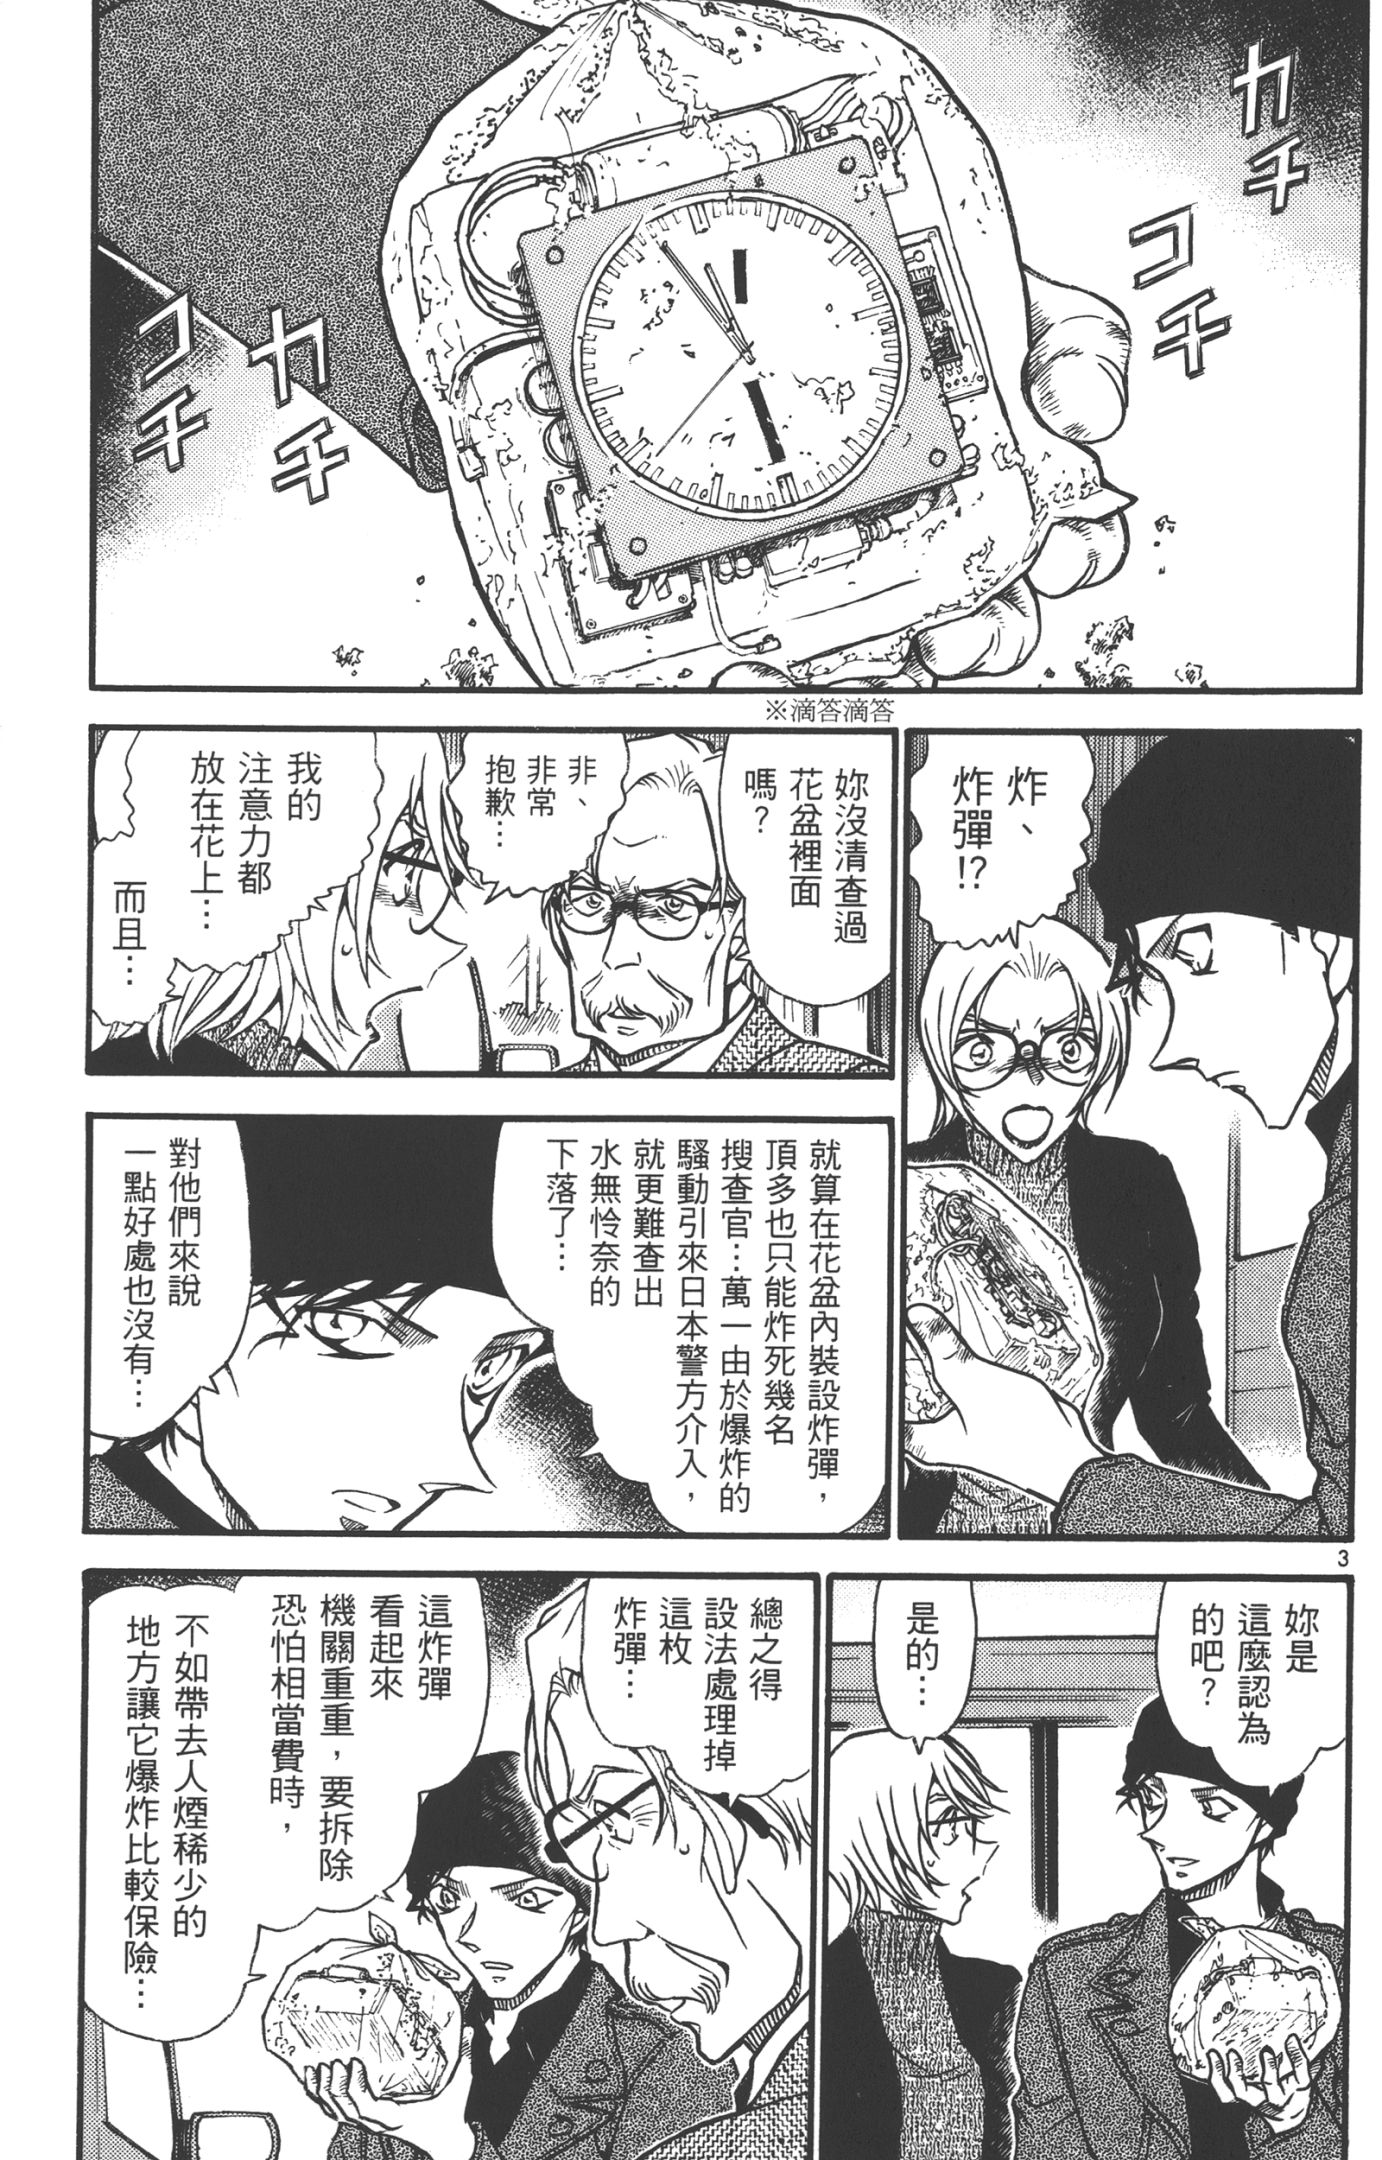 カチ
コチ
カチ
コチ
※滴答滴答
炸、
炸彈!?
妳沒清查過
花盆裡面
嗎？
非、
非常
抱歉…
我的
注意力都
放在花上…
而且…
就算在花盆內裝設炸彈，
頂多也只能炸死幾名
搜查官…萬一由於爆炸的
騷動引來日本警方介入，
就更難查出
水無怜奈的
下落了…
對他們來說
一點好處也沒有…
3
妳是
這麼認為
的吧？
是的…
總之得
設法處理掉
這枚
炸彈…
這炸彈
看起來
機關重重，要拆除
恐怕相當費時，
不如帶去人煙稀少的
地方讓它爆炸比較保險…